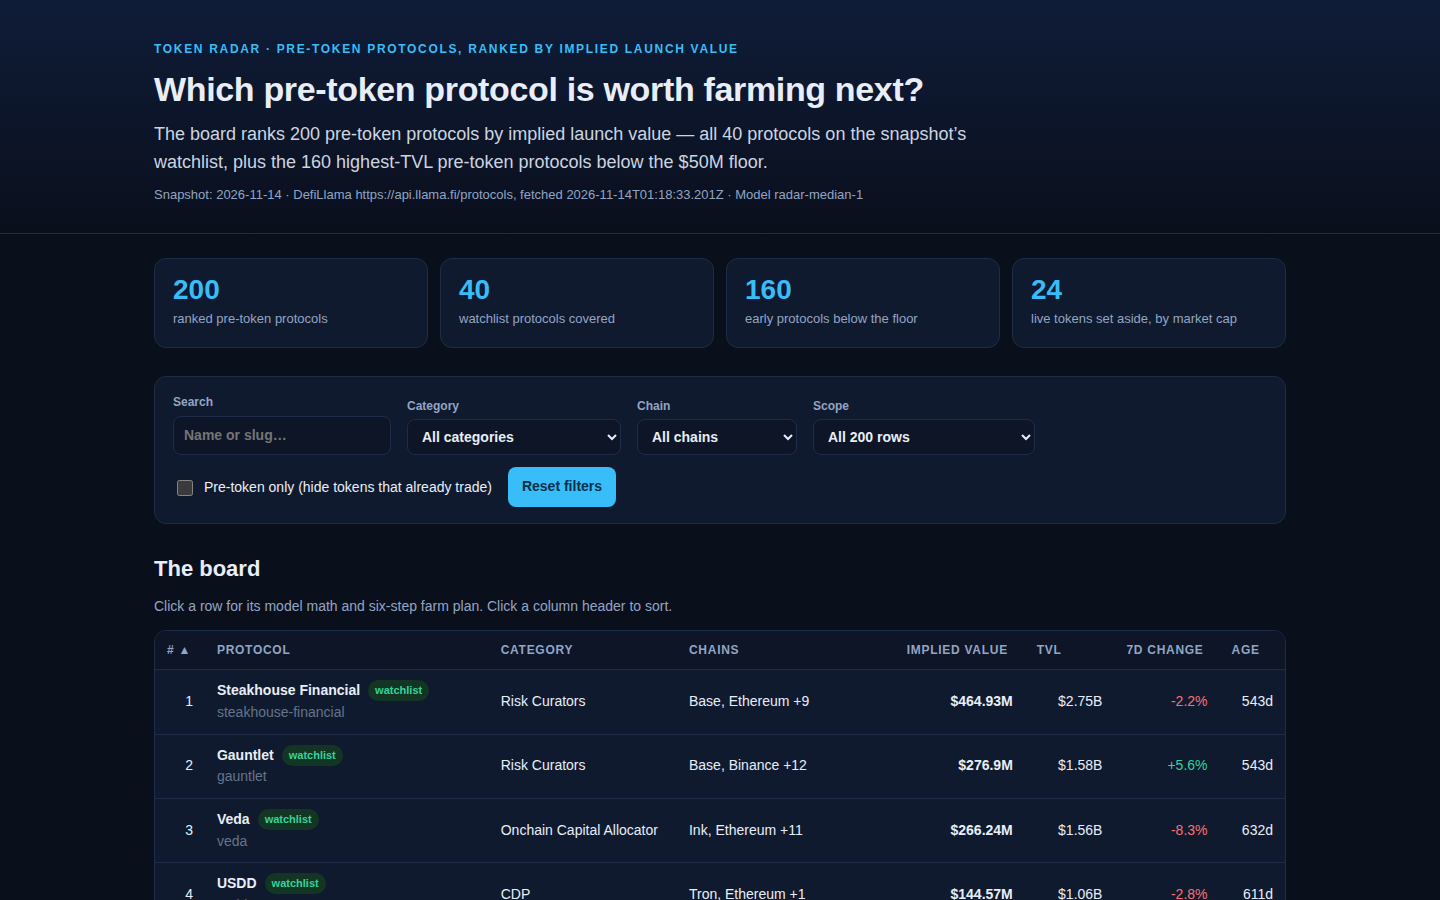 TOKEN RADAR · PRE-TOKEN PROTOCOLS, RANKED BY IMPLIED LAUNCH VALUE
Which pre-token protocol is worth farming next?
The board ranks 200 pre-token protocols by implied launch value — all 40 protocols on the snapshot's
watchlist, plus the 160 highest-TVL pre-token protocols below the $50M floor.
Snapshot: 2026-11-14 · DefiLlama https://api.llama.fi/protocols, fetched 2026-11-14T01:18:33.201Z · Model radar-median-1
200
ranked pre-token protocols
40
watchlist protocols covered
160
early protocols below the floor
24
live tokens set aside, by market cap
Search
Category
Chain
Scope
Name or slug…
All categories
All chains
All 200 rows
Pre-token only (hide tokens that already trade)
Reset filters
The board
Click a row for its model math and six-step farm plan. Click a column header to sort.
# ▲ PROTOCOL CATEGORY CHAINS IMPLIED VALUE TVL 7D CHANGE AGE
1 Steakhouse Financial watchlist Risk Curators Base, Ethereum +9 $464.93M $2.75B -2.2% 543d
steakhouse-financial
2 Gauntlet watchlist Risk Curators Base, Binance +12 $276.9M $1.58B +5.6% 543d
gauntlet
3 Veda watchlist Onchain Capital Allocator Ink, Ethereum +11 $266.24M $1.56B -8.3% 632d
veda
4 USDD watchlist CDP Tron, Ethereum +1 $144.57M $1.06B -2.8% 611d